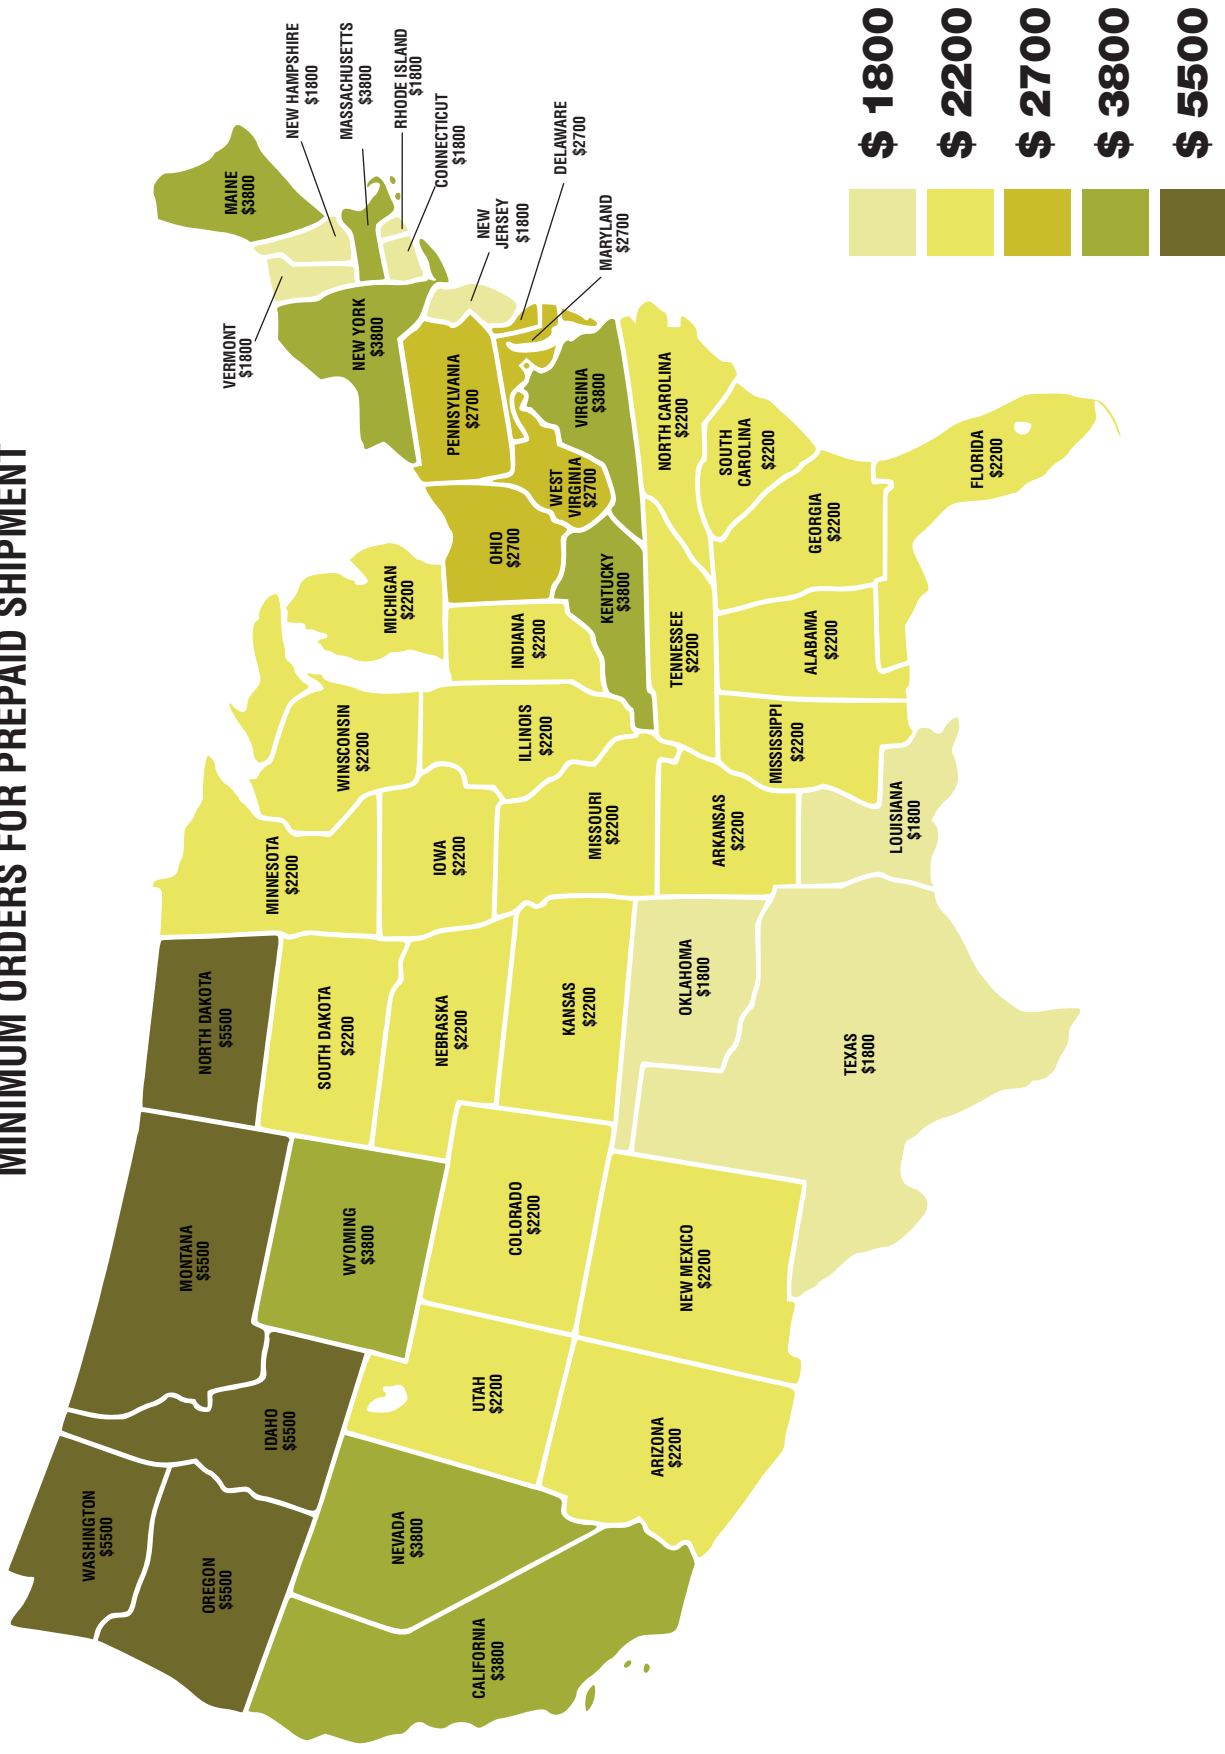 MINIMUM ORDERS FOR PREPAID SHIPMENT
WASHINGTON
$5500
OREGON
$5500
CALIFORNIA
$3800
NEVADA
$3800
IDAHO
$5500
MONTANA
$5500
WYOMING
$3800
UTAH
$2200
ARIZONA
$2200
COLORADO
$2200
NEW MEXICO
$2200
NORTH DAKOTA
$5500
SOUTH DAKOTA
$2200
NEBRASKA
$2200
KANSAS
$2200
OKLAHOMA
$1800
TEXAS
$1800
MINNESOTA
$2200
IOWA
$2200
MISSOURI
$2200
ARKANSAS
$2200
LOUISIANA
$1800
WINSCONSIN
$2200
ILLINOIS
$2200
MISSISSIPPI
$2200
MICHIGAN
$2200
INDIANA
$2200
KENTUCKY
$3800
TENNESSEE
$2200
ALABAMA
$2200
OHIO
$2700
WEST
VIRGINIA
$2700
GEORGIA
$2200
FLORIDA
$2200
SOUTH
CAROLINA
$2200
NORTH CAROLINA
$2200
VIRGINIA
$3800
PENNSYLVANIA
$2700
NEW YORK
$3800
VERMONT
$1800
MAINE
$3800
NEW HAMPSHIRE
$1800
MASSACHUSETTS
$3800
RHODE ISLAND
$1800
CONNECTICUT
$1800
NEW
JERSEY
$1800
DELAWARE
$2700
MARYLAND
$2700
$ 1800
$ 2200
$ 2700
$ 3800
$ 5500